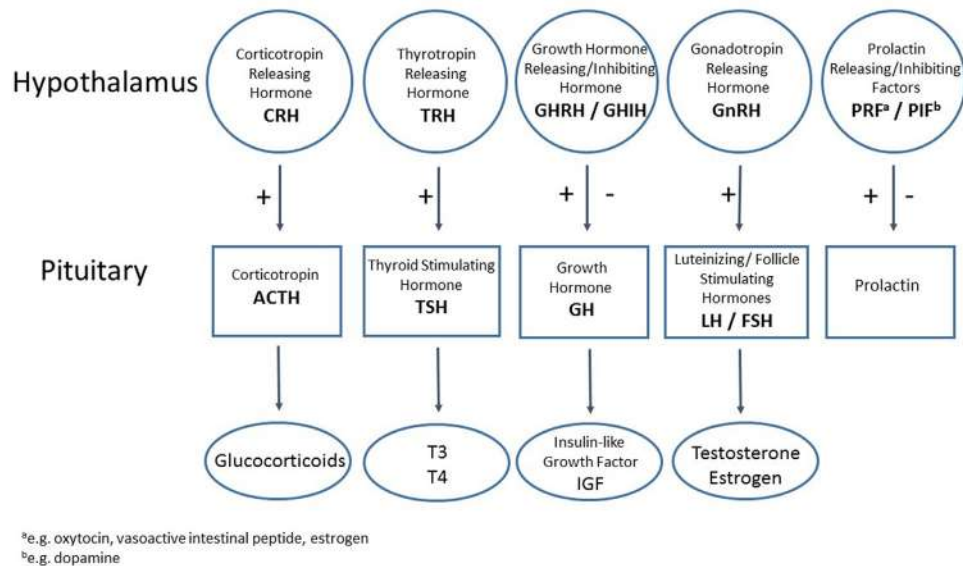 Hypothalamus
Corticotropin
Releasing
Hormone
CRH
Thyrotropin
Releasing
Hormone
TRH
Growth Hormone
Releasing/Inhibiting
Hormone
GHRH / GHIH
Gonadotropin
Releasing
Hormone
GnRH
Prolactin
Releasing/Inhibiting
Factors
PRFᵃ / PIFᵇ
+
+
+ -
+
+ -
Pituitary
Corticotropin
ACTH
Thyroid Stimulating
Hormone
TSH
Growth
Hormone
GH
Luteinizing/ Follicle
Stimulating
Hormones
LH / FSH
Prolactin
Glucocorticoids
T3
T4
Insulin-like
Growth Factor
IGF
Testosterone
Estrogen
ᵃe.g. oxytocin, vasoactive intestinal peptide, estrogen
ᵇe.g. dopamine